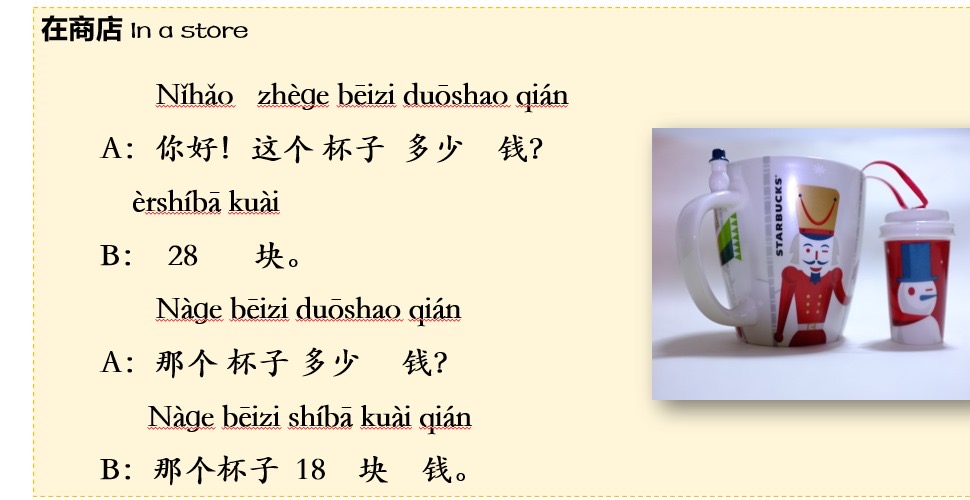 在商店 In a store
Nǐhǎo zhège bēizi duōshao qián
A：你好！这个 杯子 多少 钱？
èrshíbā kuài
B： 28 块。
Nàge bēizi duōshao qián
A：那个 杯子 多少 钱？
Nàge bēizi shíbā kuài qián
B：那个杯子 18 块 钱。
STARBUCKS